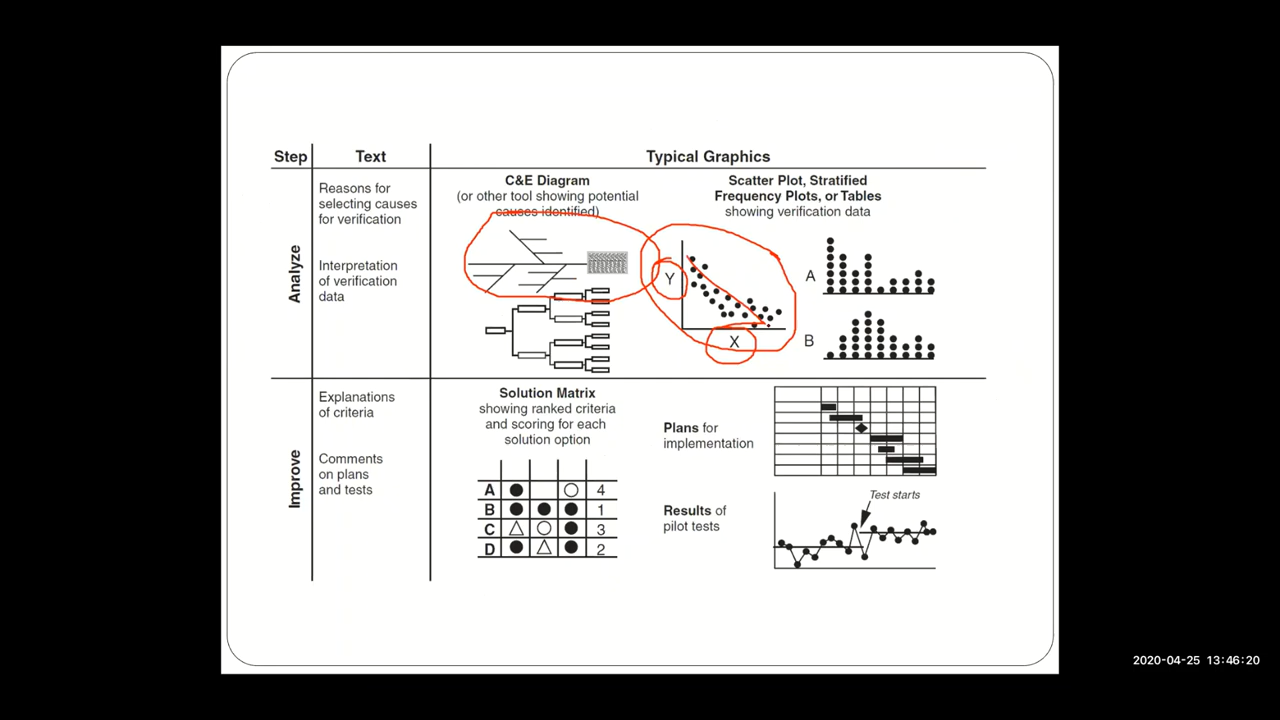 Step
Text
Typical Graphics
Analyze
Reasons for
selecting causes
for verification
Interpretation
of verification
data
C&E Diagram
(or other tool showing potential
causes identified)
Scatter Plot, Stratified
Frequency Plots, or Tables
showing verification data
Y
X
A
B
Improve
Explanations
of criteria
Comments
on plans
and tests
Solution Matrix
showing ranked criteria
and scoring for each
solution option
A 4
B 1
C 3
D 2
Plans for
implementation
Results of
pilot tests
Test starts
2020-04-25 13:46:20